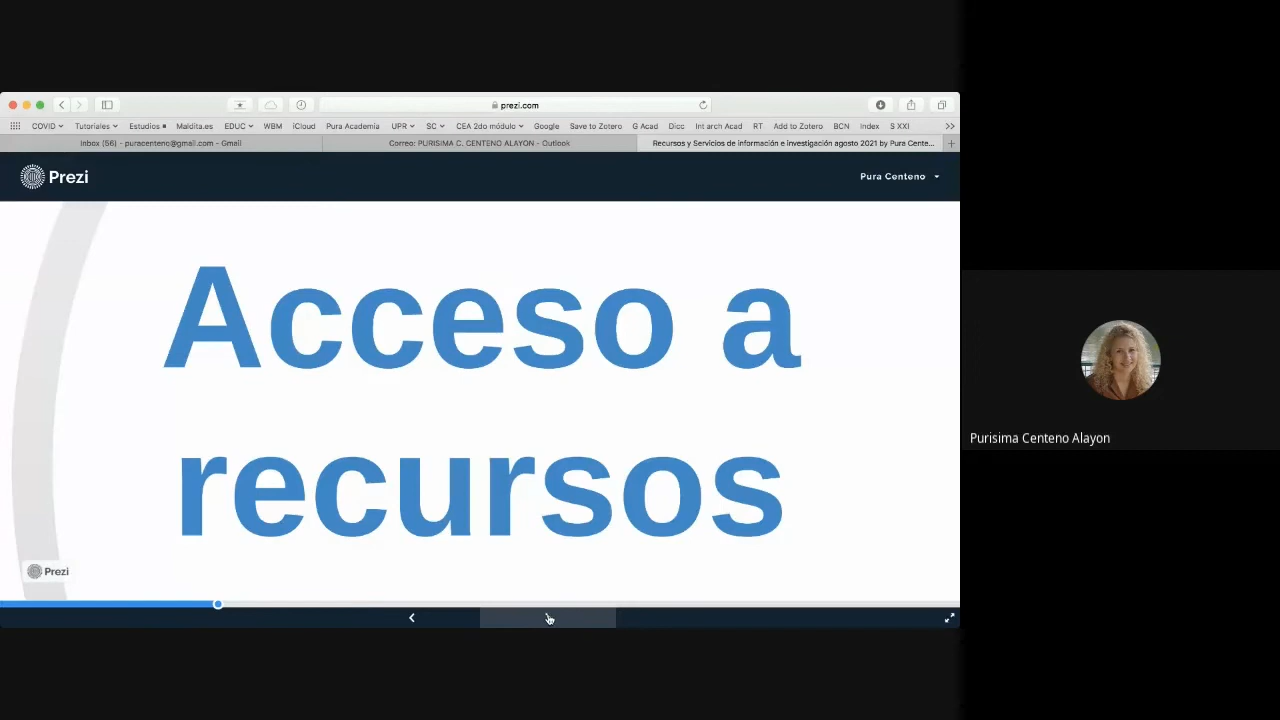 prezi.com
COVID Tutoriales Estudios Maldita.es EDUC WBM iCloud Pura Academia UPR SC CEA 2do módulo Google Save to Zotero G Acad Dicc Int arch Acad RT Add to Zotero BCN Index S XXI
Inbox (56) - puracenteno@gmail.com - Gmail
Correo: PURISIMA C. CENTENO ALAYON - Outlook
Recursos y Servicios de información e investigación agosto 2021 by Pura Cente...
Prezi
Pura Centeno
Acceso a
recursos
Prezi
Purisima Centeno Alayon